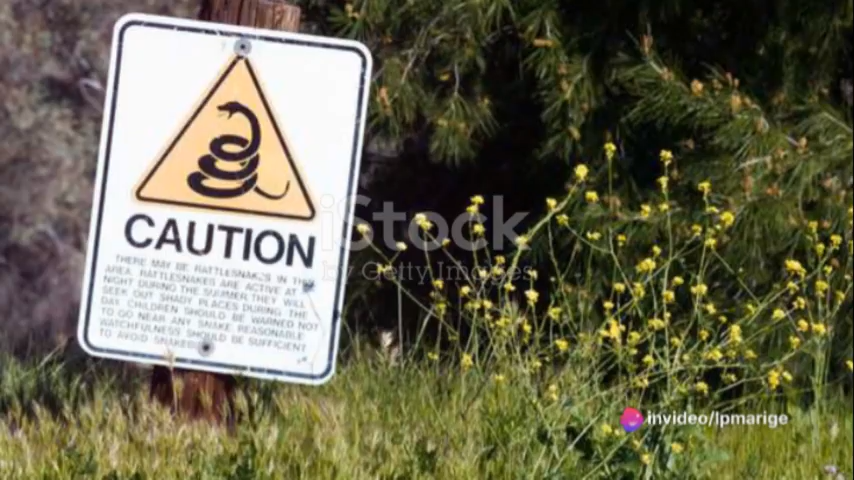 CAUTION
THERE MAY BE RATTLESNAKES IN THIS
AREA. RATTLESNAKES ARE ACTIVE AT
NIGHT DURING THE SUMMER. THEY WILL
SEEK OUT SHADY PLACES DURING THE
DAY. CHILDREN SHOULD BE WARNED NOT
TO GO NEAR ANY SNAKE. REASONABLE
WATCHFULNESS SHOULD BE SUFFICIENT
TO AVOID SNAKEBITE
iStock
by Getty Images
invideo/lpmarige